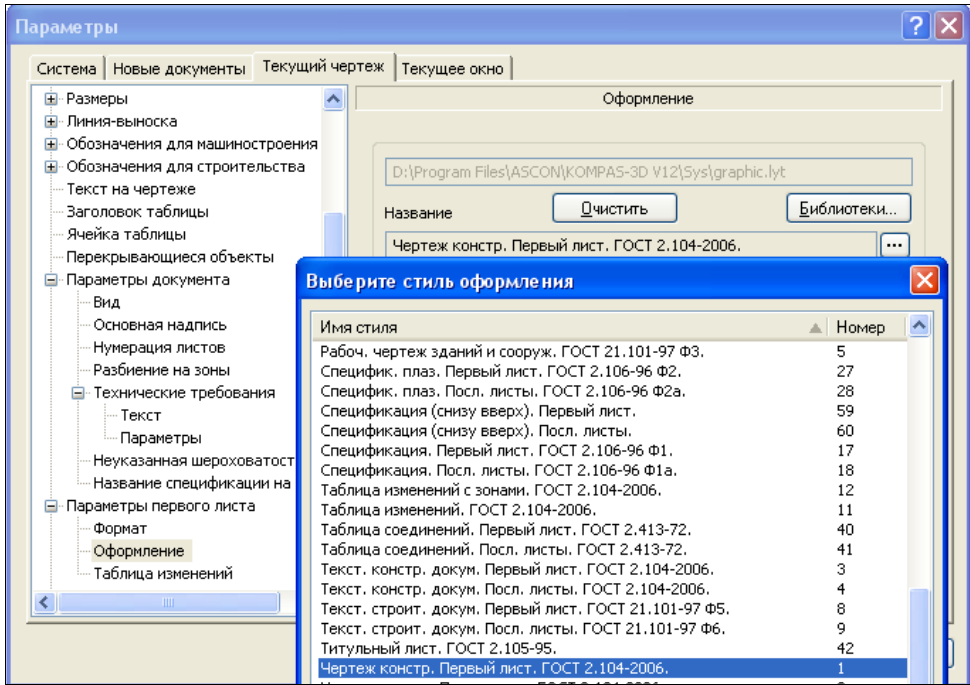 Параметры
Система
Новые документы
Текущий чертеж
Текущее окно
Размеры
Линия-выноска
Обозначения для машиностроения
Обозначения для строительства
Текст на чертеже
Заголовок таблицы
Ячейка таблицы
Перекрывающиеся объекты
Параметры документа
Вид
Основная надпись
Нумерация листов
Разбиение на зоны
Технические требования
Текст
Параметры
Неуказанная шероховатост
Название спецификации на
Параметры первого листа
Формат
Оформление
Таблица изменений
Оформление
D:\Program Files\ASCON\KOMPAS-3D V12\Sys\graphic.lyt
Название
Очистить
Библиотеки...
Чертеж констр. Первый лист. ГОСТ 2.104-2006.
...
Выберите стиль оформления
Имя стиля Номер
Рабоч. чертеж зданий и сооруж. ГОСТ 21.101-97 Ф3. 5
Специфик. плаз. Первый лист. ГОСТ 2.106-96 Ф2. 27
Специфик. плаз. Посл. листы. ГОСТ 2.106-96 Ф2а. 28
Спецификация (снизу вверх). Первый лист. 59
Спецификация (снизу вверх). Посл. листы. 60
Спецификация. Первый лист. ГОСТ 2.106-96 Ф1. 17
Спецификация. Посл. листы. ГОСТ 2.106-96 Ф1а. 18
Таблица изменений с зонами. ГОСТ 2.104-2006. 12
Таблица изменений. ГОСТ 2.104-2006. 11
Таблица соединений. Первый лист. ГОСТ 2.413-72. 40
Таблица соединений. Посл. листы. ГОСТ 2.413-72. 41
Текст. констр. докум. Первый лист. ГОСТ 2.104-2006. 3
Текст. констр. докум. Посл. листы. ГОСТ 2.104-2006. 4
Текст. строит. докум. Первый лист. ГОСТ 21.101-97 Ф5. 8
Текст. строит. докум. Посл. листы. ГОСТ 21.101-97 Ф6. 9
Титульный лист. ГОСТ 2.105-95. 42
Чертеж констр. Первый лист. ГОСТ 2.104-2006. 1